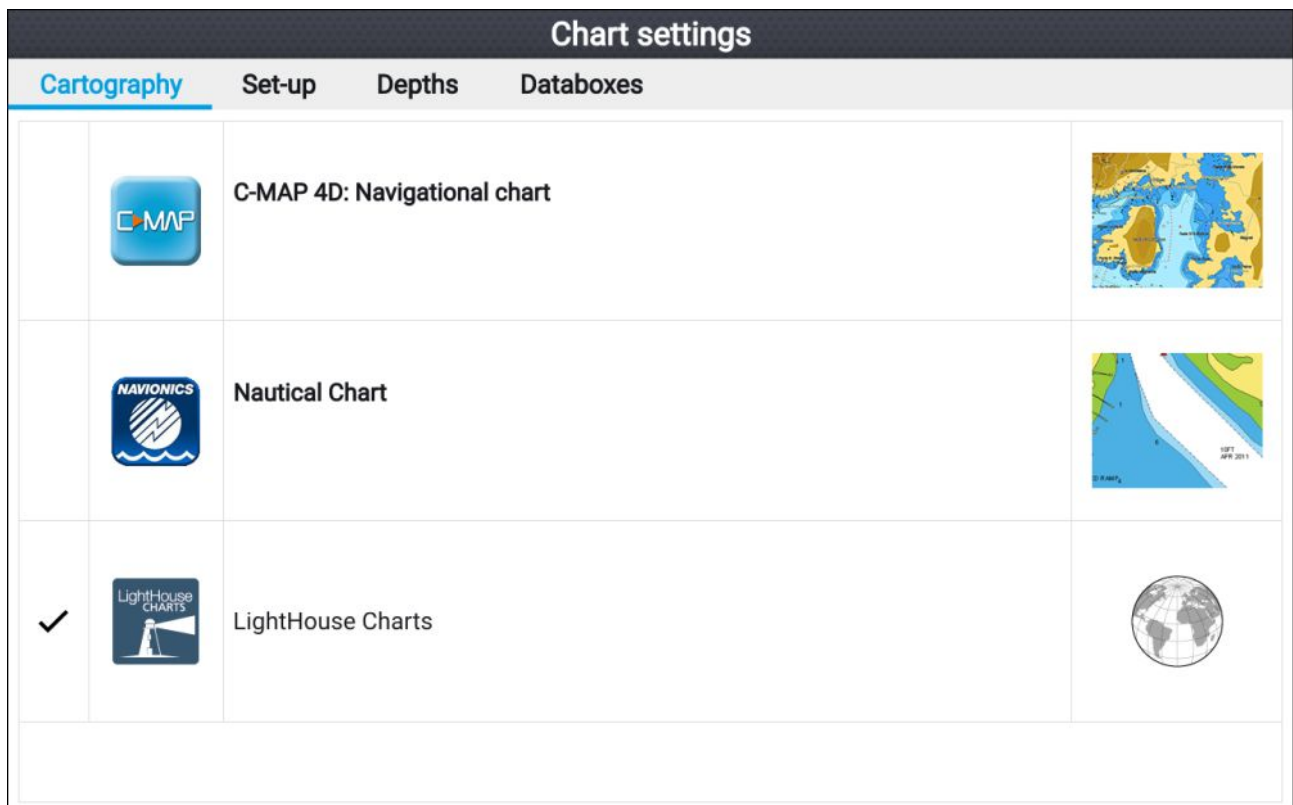 Chart settings
Cartography Set-up Depths Databoxes
C-MAP
C-MAP 4D: Navigational chart
NAVIONICS
Nautical Chart
10FT
APR 2011
LightHouse
CHARTS
LightHouse Charts